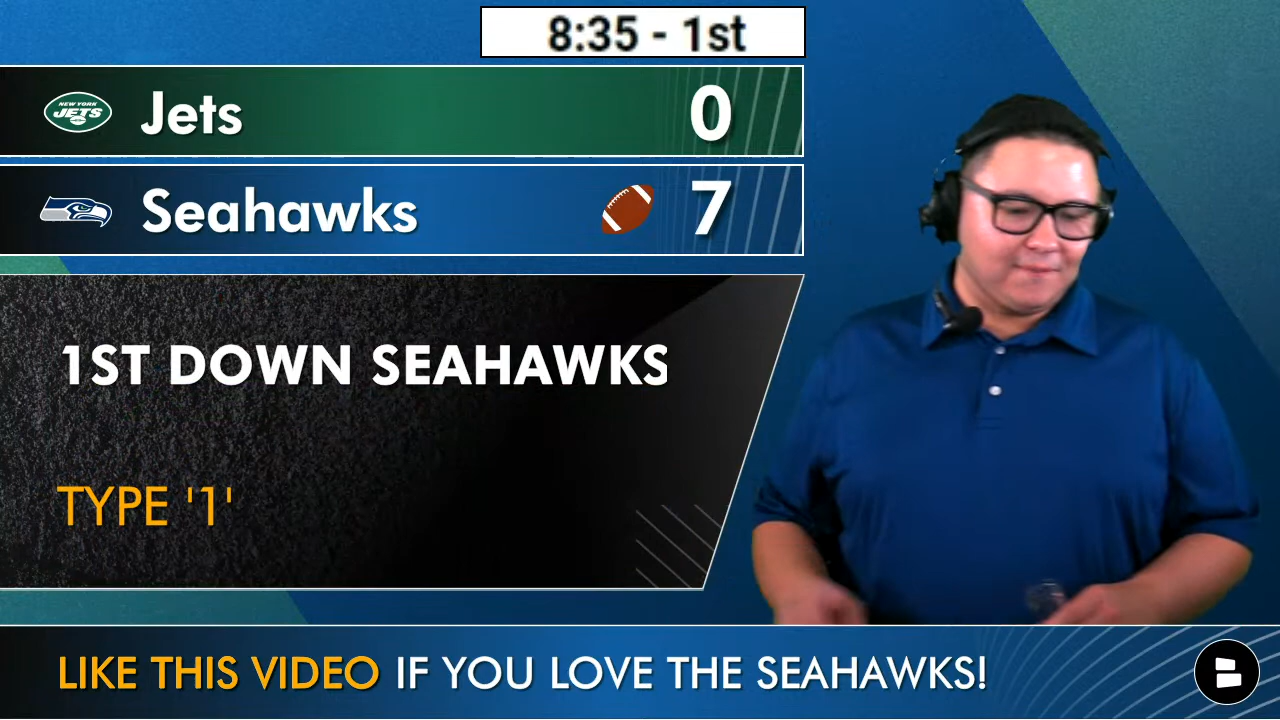 8:35 - 1st
NEW YORK
JETS
Jets
0
Seahawks
7
1ST DOWN SEAHAWKS
TYPE '1'
LIKE THIS VIDEO IF YOU LOVE THE SEAHAWKS!